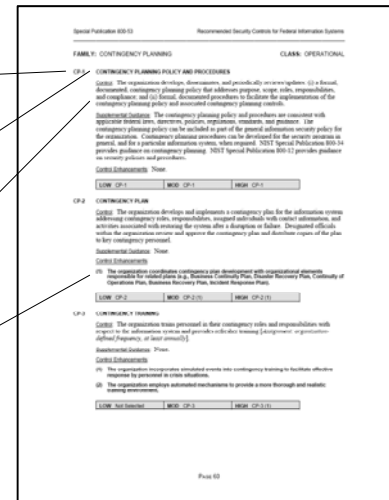 Special Publication 800-53 Recommended Security Controls for Federal Information Systems
FAMILY: CONTINGENCY PLANNING CLASS: OPERATIONAL
CP-1 CONTINGENCY PLANNING POLICY AND PROCEDURES
Control: The organization develops, disseminates, and periodically reviews/updates: (i) a formal,
documented, contingency planning policy that addresses purpose, scope, roles, responsibilities,
and compliance; and (ii) formal, documented procedures to facilitate the implementation of the
contingency planning policy and associated contingency planning controls.
Supplemental Guidance: The contingency planning policy and procedures are consistent with
applicable federal laws, directives, policies, regulations, standards, and guidance. The
contingency planning policy can be included as part of the general information security policy for
the organization. Contingency planning procedures can be developed for the security program in
general, and for a particular information system, when required. NIST Special Publication 800-34
provides guidance on contingency planning. NIST Special Publication 800-12 provides guidance
on security policies and procedures.
Control Enhancements: None.
LOW CP-1 MOD CP-1 HIGH CP-1
CP-2 CONTINGENCY PLAN
Control: The organization develops and implements a contingency plan for the information system
addressing contingency roles, responsibilities, assigned individuals with contact information, and
activities associated with restoring the system after a disruption or failure. Designated officials
within the organization review and approve the contingency plan and distribute copies of the plan
to key contingency personnel.
Supplemental Guidance: None.
Control Enhancements:
(1) The organization coordinates contingency plan development with organizational elements
responsible for related plans (e.g., Business Continuity Plan, Disaster Recovery Plan, Continuity of
Operations Plan, Business Recovery Plan, Incident Response Plan).
LOW CP-2 MOD CP-2 (1) HIGH CP-2 (1)
CP-3 CONTINGENCY TRAINING
Control: The organization trains personnel in their contingency roles and responsibilities with
respect to the information system and provides refresher training [Assignment: organization-
defined frequency, at least annually].
Supplemental Guidance: None.
Control Enhancements:
(1) The organization incorporates simulated events into contingency training to facilitate effective
response by personnel in crisis situations.
(2) The organization employs automated mechanisms to provide a more thorough and realistic
training environment.
LOW Not Selected MOD CP-3 HIGH CP-3 (1)
PAGE 60